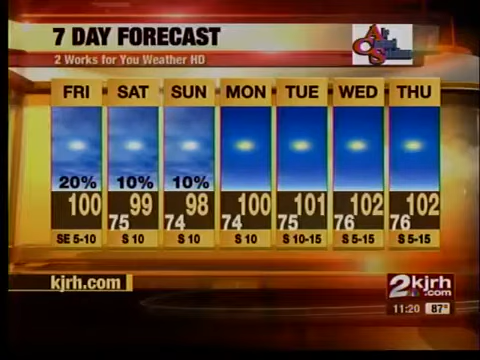 7 DAY FORECAST
2 Works for You Weather HD
FRI SAT SUN MON TUE WED THU
20% 10% 10%
100 99 98 100 101 102 102
75 74 74 75 76 76
SE 5-10 S 10 S 10 S 10 S 10-15 S 5-15 S 5-15
kjrh.com
2kjrh
.com
11:20 87°